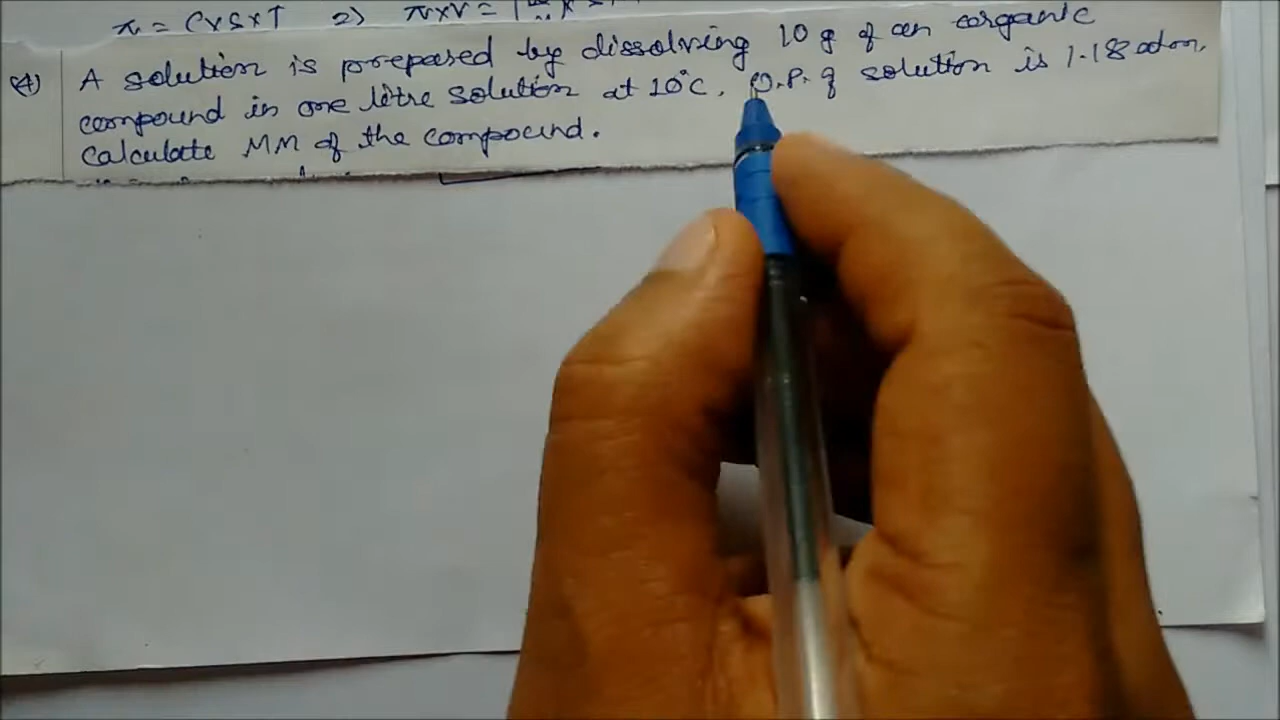 π = C×S×T 2) π×V =
(4) A solution is prepared by dissolving 10 g of an organic
compound in one litre solution at 10°C. O.P. of solution is 1.18 atm.
Calculate MM of the compound.